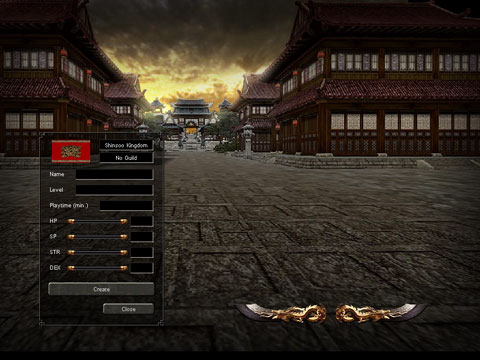 Shinsoo Kingdom
No Guild
Name
Level
Playtime (min.)
HP
SP
STR
DEX
Create
Close